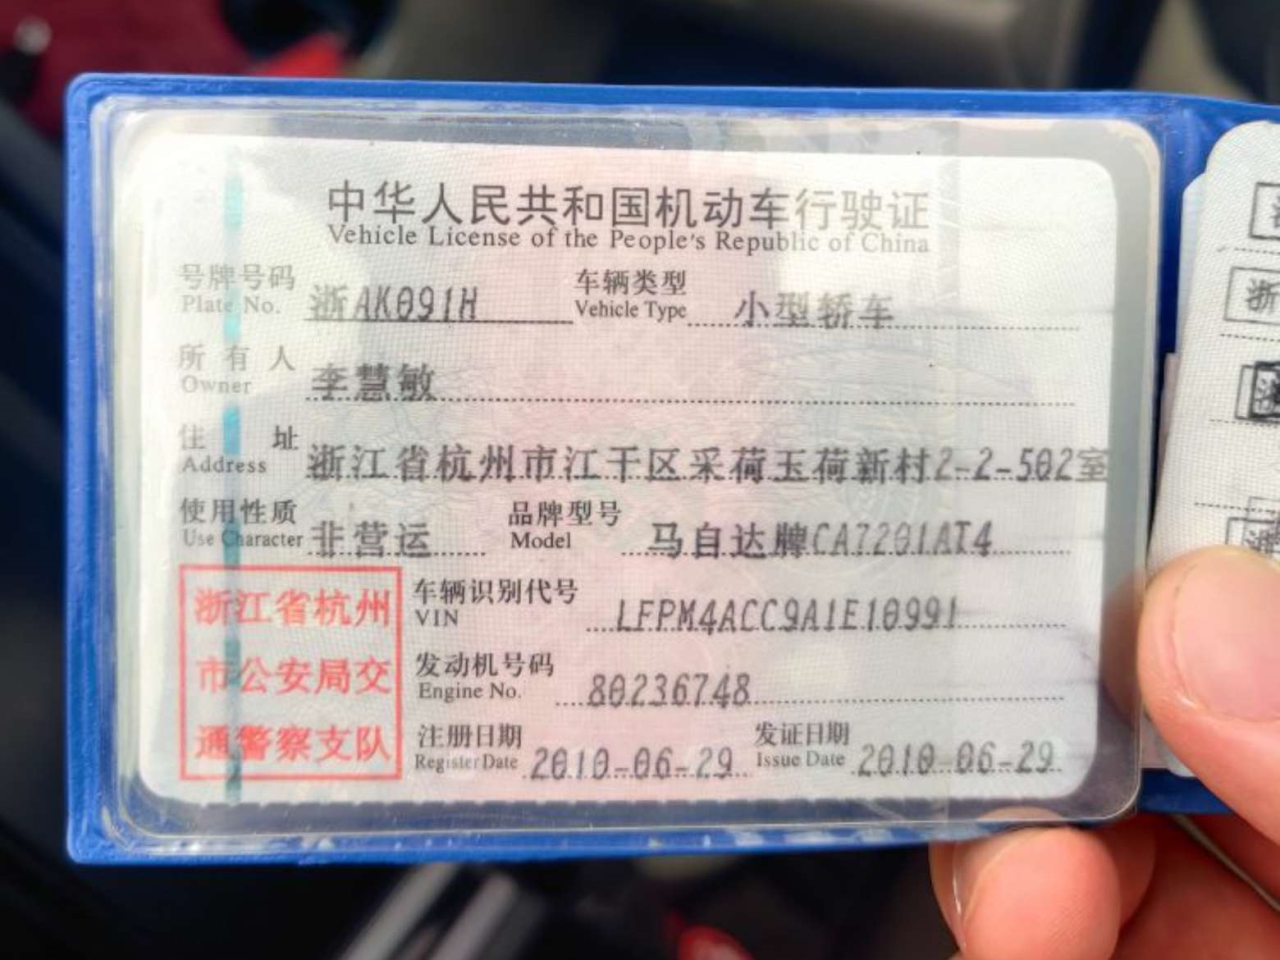 中华人民共和国机动车行驶证
Vehicle License of the People's Republic of China
号牌号码 浙AK091H 车辆类型 小型轿车
Plate No. Vehicle Type
所有人 李慧敏
Owner
住址 浙江省杭州市江干区采荷玉荷新村2-2-502室
Address
使用性质 非营运 品牌型号 马自达牌CA7201AT4
Use Character Model
浙江省杭州
市公安局交
通警察支队
车辆识别代号 LFPM4ACC9A1E10991
VIN
发动机号码 80236748
Engine No.
注册日期 2010-06-29 发证日期 2010-06-29
Register Date Issue Date
浙